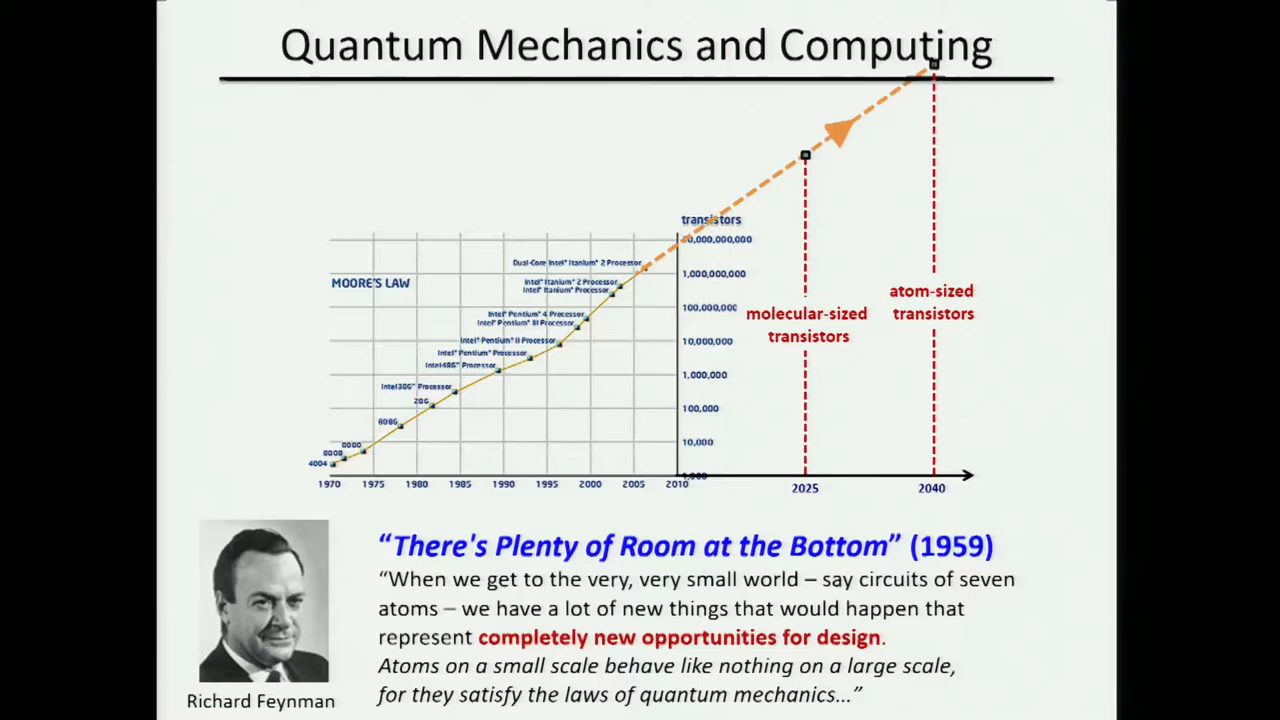 Quantum Mechanics and Computing
transistors
10,000,000,000
Dual-Core Intel® Itanium® 2 Processor
1,000,000,000
MOORE'S LAW
Intel® Itanium® 2 Processor
Intel® Itanium® Processor
100,000,000
Intel® Pentium® 4 Processor
Intel® Pentium® III Processor
10,000,000
Intel® Pentium® II Processor
Intel® Pentium® Processor
Intel486™ Processor
1,000,000
Intel386™ Processor
286
100,000
8086
10,000
8080
8008
4004
1,000
1970 1975 1980 1985 1990 1995 2000 2005 2010 2025 2040
molecular-sized
transistors
atom-sized
transistors
“There's Plenty of Room at the Bottom” (1959)
“When we get to the very, very small world – say circuits of seven
atoms – we have a lot of new things that would happen that
represent completely new opportunities for design.
Atoms on a small scale behave like nothing on a large scale,
for they satisfy the laws of quantum mechanics…”
Richard Feynman